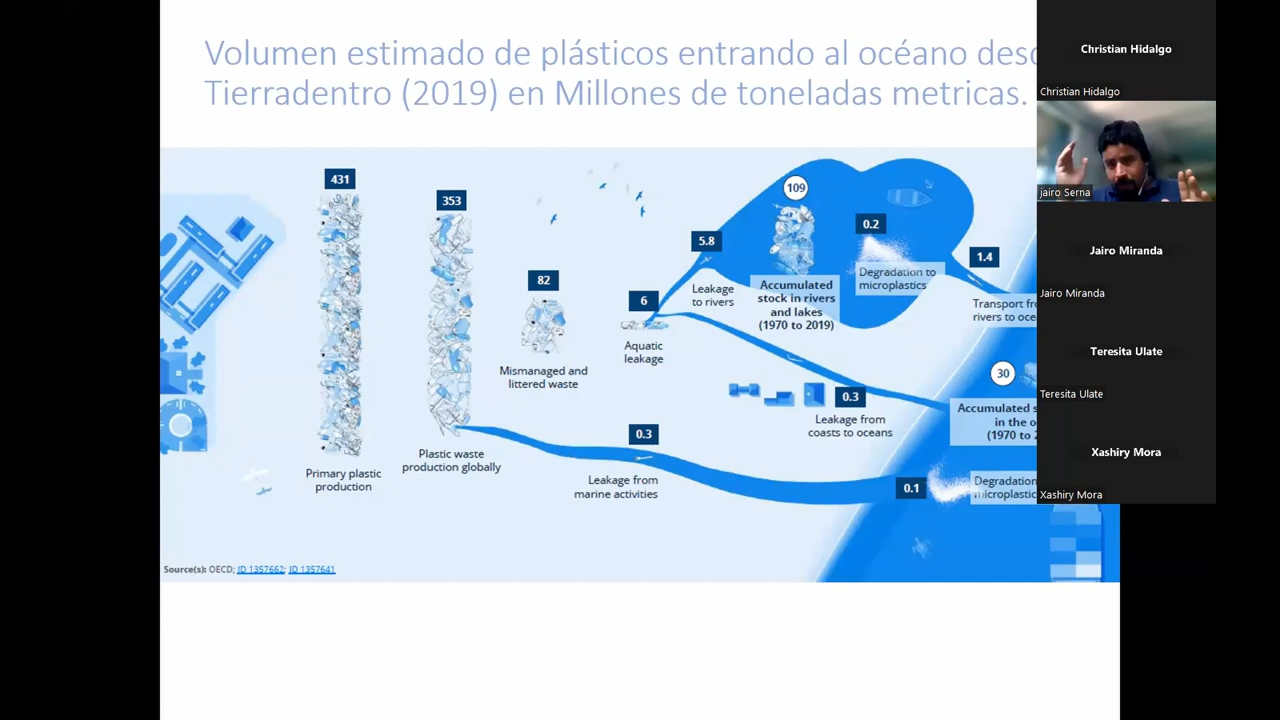 Volumen estimado de plásticos entrando al océano
Tierradentro (2019) en Millones de toneladas metricas.
431
353
82
6
5.8
109
0.2
1.4
Leakage
to rivers
Accumulated
stock in rivers
and lakes
(1970 to 2019)
Degradation to
microplastics
Transport
rivers to
Aquatic
leakage
Mismanaged and
littered waste
30
0.3
Leakage from
coasts to oceans
Accumulated
in the
(1970 to
0.3
Leakage from
marine activities
Plastic waste
production globally
Primary plastic
production
0.1
Degradation
Source(s): OECD; ID 1357662; ID 1357641
Christian Hidalgo
Christian Hidalgo
jairo Serna
Jairo Miranda
Jairo Miranda
Teresita Ulate
Teresita Ulate
Xashiry Mora
Xashiry Mora